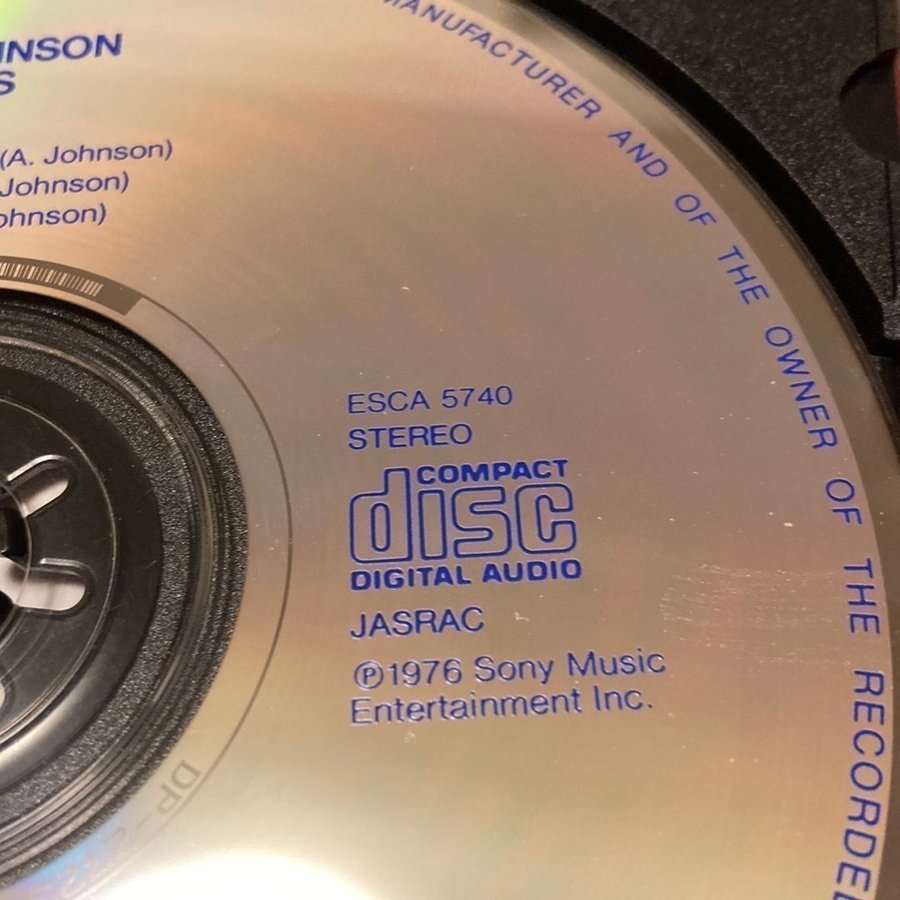 INSON
S
(A. Johnson)
Johnson)
ohnson)
MANUFACTURER AND OF THE OWNER OF THE RECORDED
ESCA 5740
STEREO
COMPACT
disc
DIGITAL AUDIO
JASRAC
Ⓟ1976 Sony Music
Entertainment Inc.